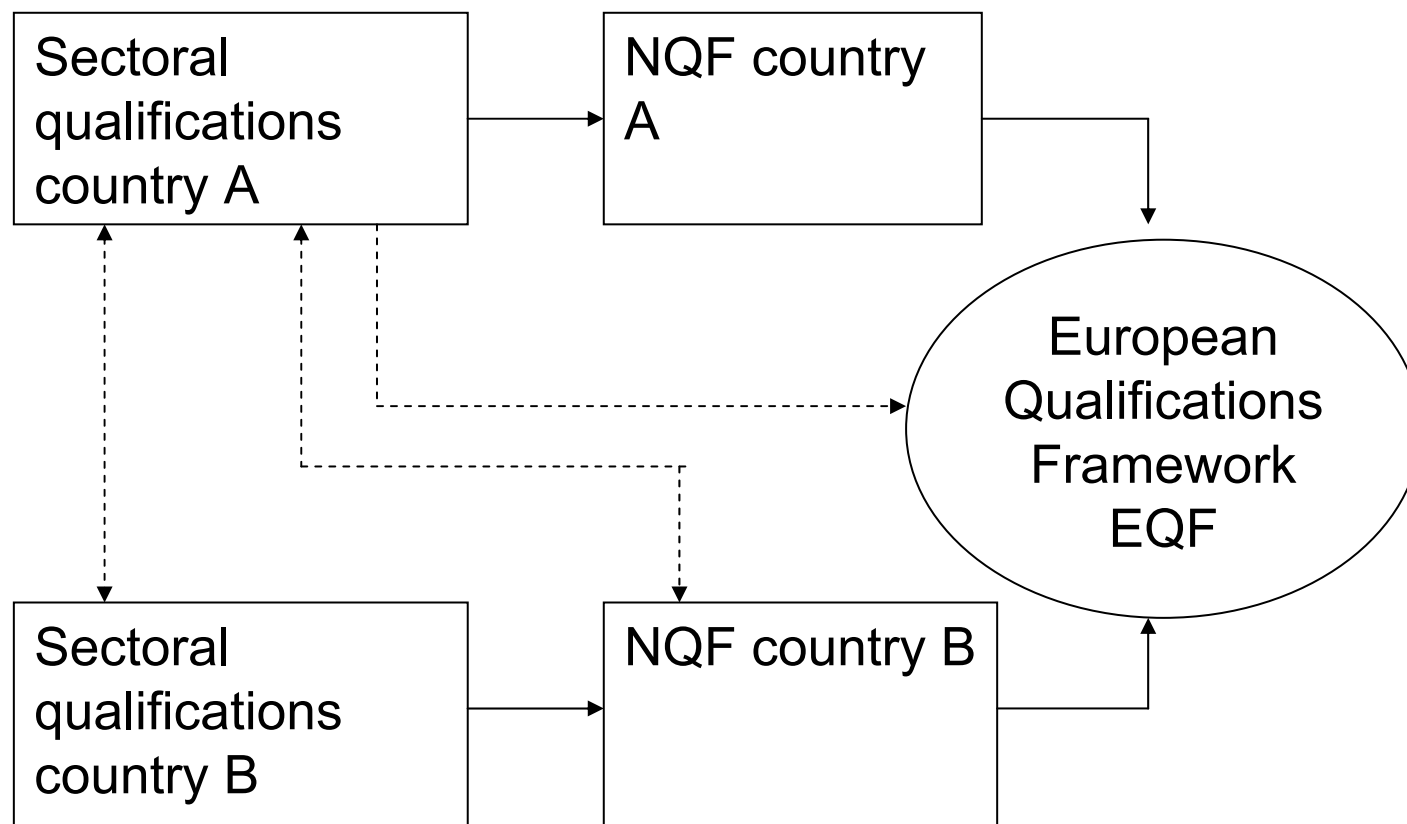 Sectoral
qualifications
country A
NQF country
A
European
Qualifications
Framework
EQF
Sectoral
qualifications
country B
NQF country B